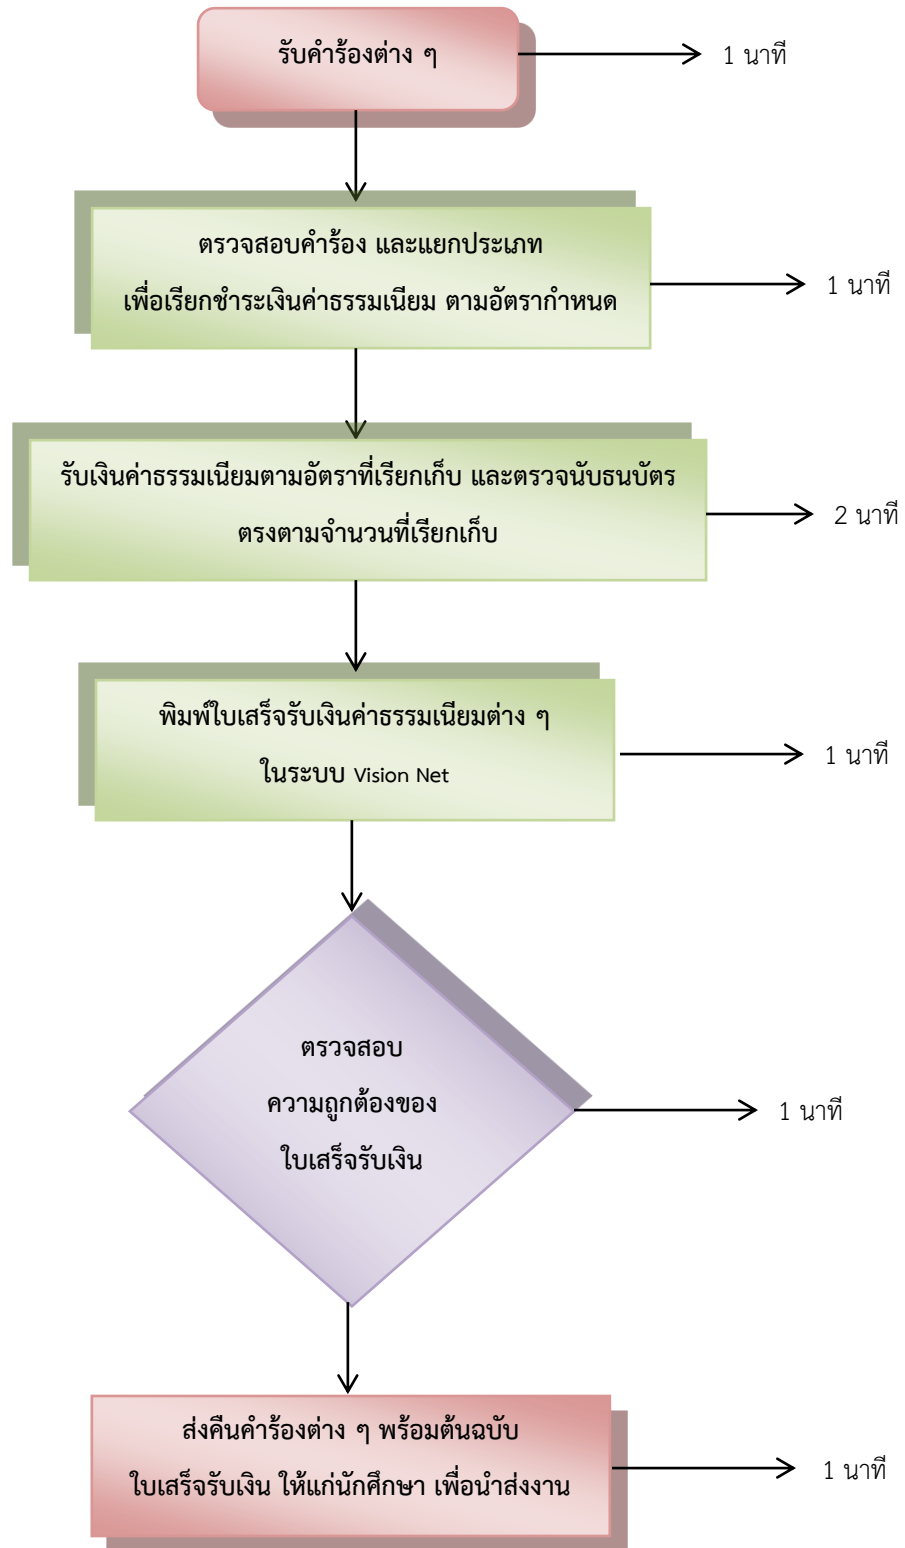 รับคำร้องต่าง ๆ
1 นาที
ตรวจสอบคำร้อง และแยกประเภท
เพื่อเรียกชำระเงินค่าธรรมเนียม ตามอัตรากำหนด
1 นาที
รับเงินค่าธรรมเนียมตามอัตราที่เรียกเก็บ และตรวจนับธนบัตร
ตรงตามจำนวนที่เรียกเก็บ
2 นาที
พิมพ์ใบเสร็จรับเงินค่าธรรมเนียมต่าง ๆ
ในระบบ Vision Net
1 นาที
ตรวจสอบ
ความถูกต้องของ
ใบเสร็จรับเงิน
1 นาที
ส่งคืนคำร้องต่าง ๆ พร้อมต้นฉบับ
ใบเสร็จรับเงิน ให้แก่นักศึกษา เพื่อนำส่งงาน
1 นาที